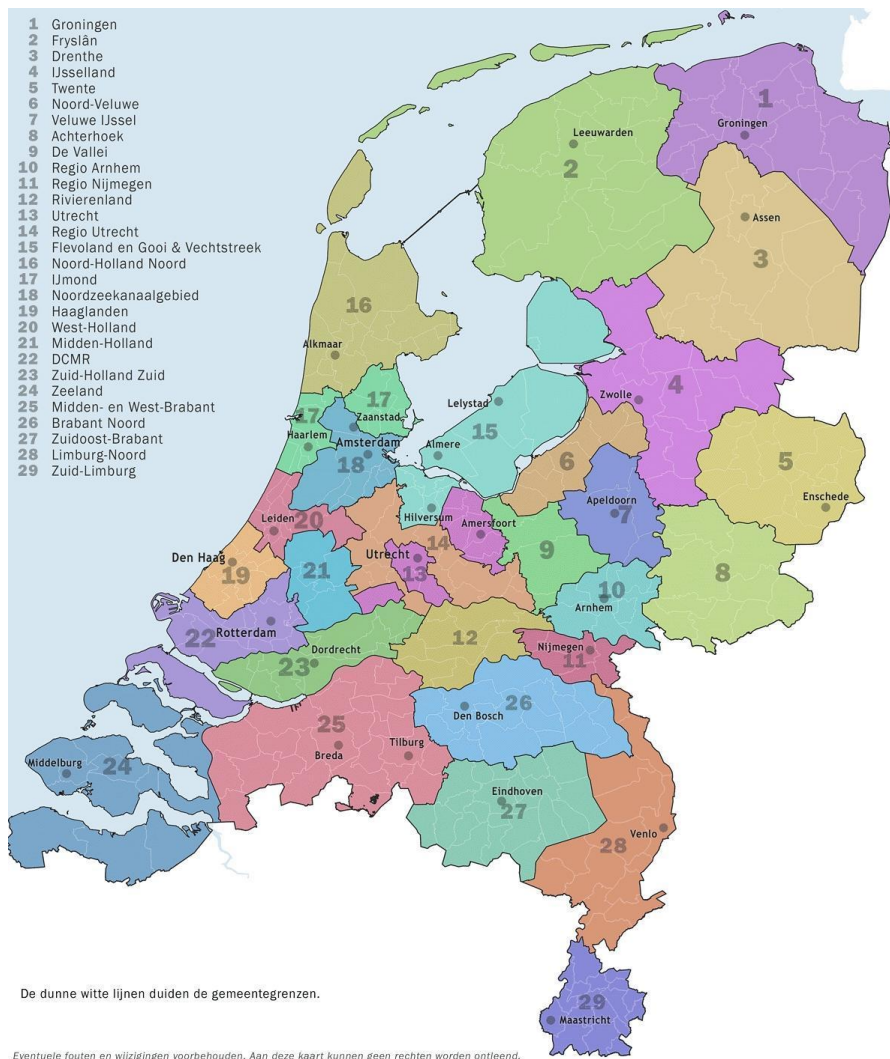 1 Groningen
2 Fryslân
3 Drenthe
4 IJsselland
5 Twente
6 Noord-Veluwe
7 Veluwe IJssel
8 Achterhoek
9 De Vallei
10 Regio Arnhem
11 Regio Nijmegen
12 Rivierenland
13 Utrecht
14 Regio Utrecht
15 Flevoland en Gooi & Vechtstreek
16 Noord-Holland Noord
17 IJmond
18 Noordzeekanaalgebied
19 Haaglanden
20 West-Holland
21 Midden-Holland
22 DCMR
23 Zuid-Holland Zuid
24 Zeeland
25 Midden- en West-Brabant
26 Brabant Noord
27 Zuidoost-Brabant
28 Limburg-Noord
29 Zuid-Limburg
1
Groningen
Leeuwarden
2
Assen
3
16
Alkmaar
Zwolle
4
Lelystad
17
17
Zaanstad
15
Haarlem
Amsterdam
Almere
18
6
5
Apeldoorn
Enschede
7
Leiden
20
Hilversum
Amersfoort
14
Den Haag
Utrecht
9
19
21
13
8
10
Arnhem
22
Rotterdam
12
Dordrecht
23
Nijmegen
11
26
Den Bosch
25
Tilburg
Breda
Middelburg
24
Eindhoven
27
Venlo
28
De dunne witte lijnen duiden de gemeentegrenzen.
29
Maastricht
Eventuele fouten en wijzigingen voorbehouden. Aan deze kaart kunnen geen rechten worden ontleend.